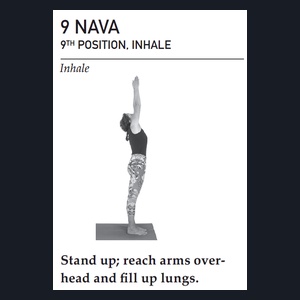 9 NAVA
9TH POSITION, INHALE
Inhale
Stand up; reach arms over-
head and fill up lungs.